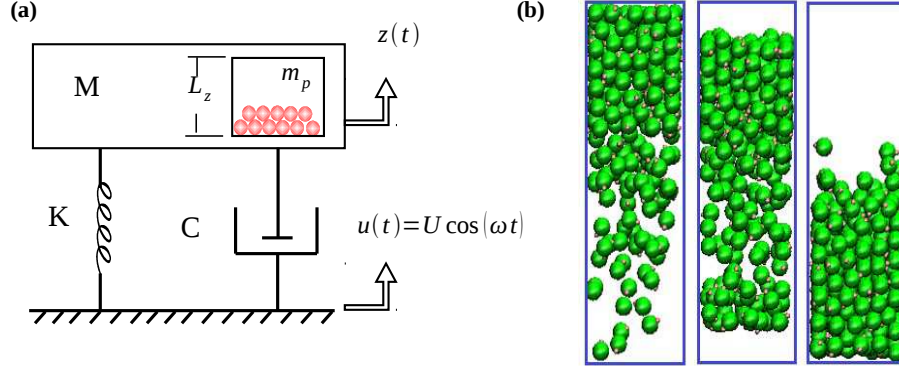 (a)
(b)
z(t)
M
m_p
L_z
K
C
u(t)=U cos(ωt)